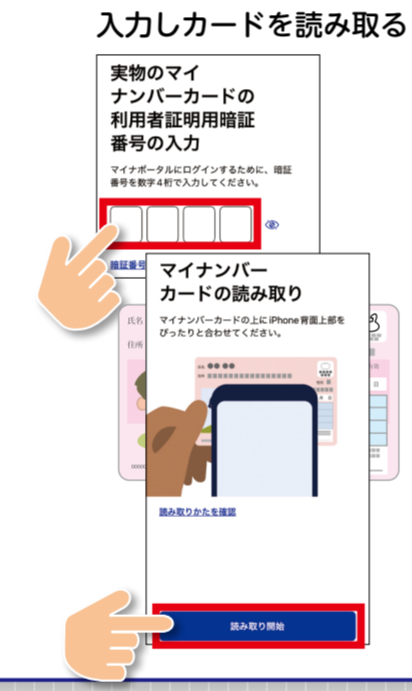 入力しカードを読み取る
実物のマイ
ナンバーカードの
利用者証明用暗証
番号の入力
マイナポータルにログインするために、暗証
番号を数字4桁で入力してください。
暗証番号
マイナンバー
カードの読み取り
マイナンバーカードの上にiPhone背面上部を
ぴったりと合わせてください。
氏名
住所
読み取りかたを確認
読み取り開始